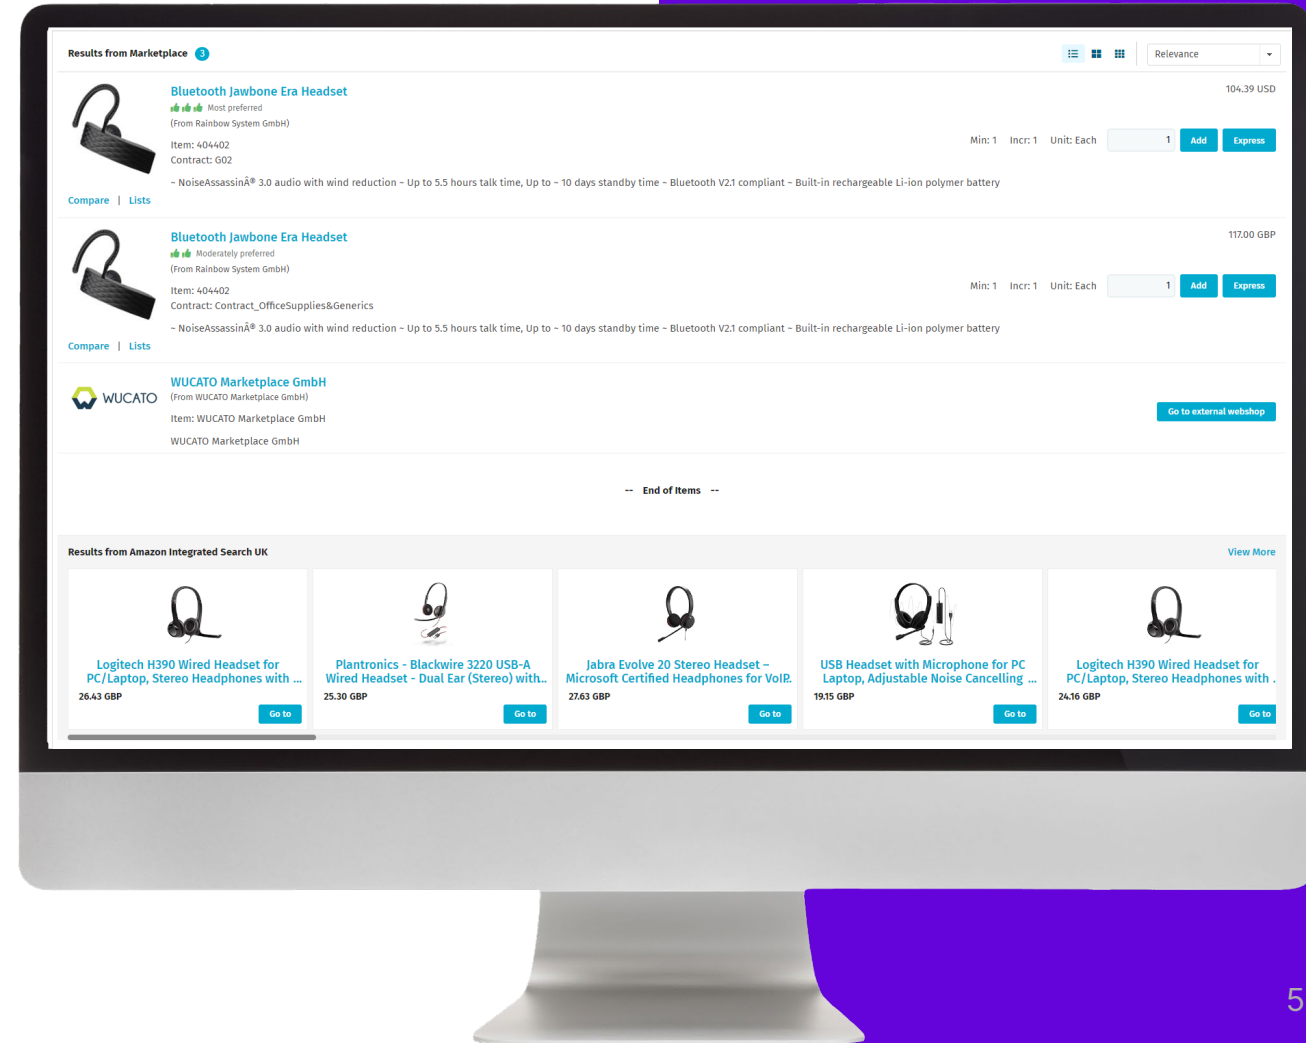 Results from Marketplace 3
Relevance
Bluetooth Jawbone Era Headset
104.39 USD
Most preferred
(From Rainbow System GmbH)
Item: 404402
Min: 1 Incr: 1 Unit: Each 1 Add Express
Contract: G02
~ NoiseAssassinÂ® 3.0 audio with wind reduction ~ Up to 5.5 hours talk time, Up to ~ 10 days standby time ~ Bluetooth V2.1 compliant ~ Built-in rechargeable Li-ion polymer battery
Compare | Lists
Bluetooth Jawbone Era Headset
117.00 GBP
Moderately preferred
(From Rainbow System GmbH)
Item: 404402
Min: 1 Incr: 1 Unit: Each 1 Add Express
Contract: Contract_OfficeSupplies&Generics
~ NoiseAssassinÂ® 3.0 audio with wind reduction ~ Up to 5.5 hours talk time, Up to ~ 10 days standby time ~ Bluetooth V2.1 compliant ~ Built-in rechargeable Li-ion polymer battery
Compare | Lists
WUCATO
WUCATO Marketplace GmbH
(From WUCATO Marketplace GmbH)
Item: WUCATO Marketplace GmbH
Go to external webshop
WUCATO Marketplace GmbH
-- End of Items --
Results from Amazon Integrated Search UK
View More
Logitech H390 Wired Headset for
PC/Laptop, Stereo Headphones with ...
26.43 GBP
Go to
Plantronics - Blackwire 3220 USB-A
Wired Headset - Dual Ear (Stereo) with...
25.30 GBP
Go to
Jabra Evolve 20 Stereo Headset –
Microsoft Certified Headphones for VoIP.
27.63 GBP
Go to
USB Headset with Microphone for PC
Laptop, Adjustable Noise Cancelling ...
19.15 GBP
Go to
Logitech H390 Wired Headset for
PC/Laptop, Stereo Headphones with .
24.16 GBP
Go to
5